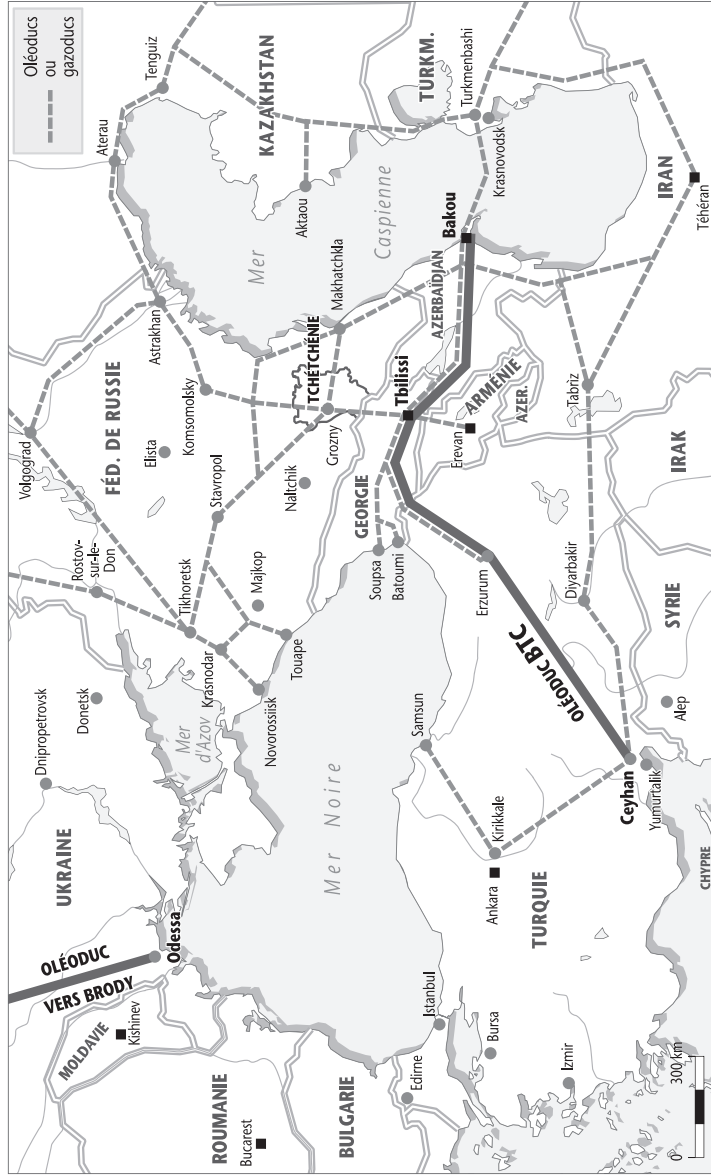 Oléoducs
ou
gazoducs
UKRAINE
Dnipropetrovsk
Donetsk
OLÉODUC
VERS BRODY
Odessa
MOLDAVIE
Kishinev
ROUMANIE
Bucarest
BULGARIE
Edirne
Istanbul
Bursa
Izmir
Mer
d'Azov
Mer Noire
Rostov-
sur-le-
Don
Volgograd
FÉD. DE RUSSIE
Tikhoretsk
Krasnodar
Novorossiisk
Touape
Majkop
Stavropol
Elista
Komsomolsky
Astrakhan
Naltchik
Grozny
TCHÉTCHÉNIE
Makhatchkla
Aterau
Tenguiz
KAZAKHSTAN
Aktaou
Mer
Caspienne
TURKM.
Turkmenbashi
Krasnovodsk
Bakou
AZERBAÏDJAN
Tbilissi
GEORGIE
Soupsa
Batoumi
ARMÉNIE
AZER.
Erevan
Erzurum
OLÉODUC BTC
Samsun
Kirikkale
Ankara
TURQUIE
Ceyhan
Yumurtalik
Diyarbakir
Tabriz
IRAN
Téhéran
IRAK
SYRIE
Alep
CHYPRE
0
300 km